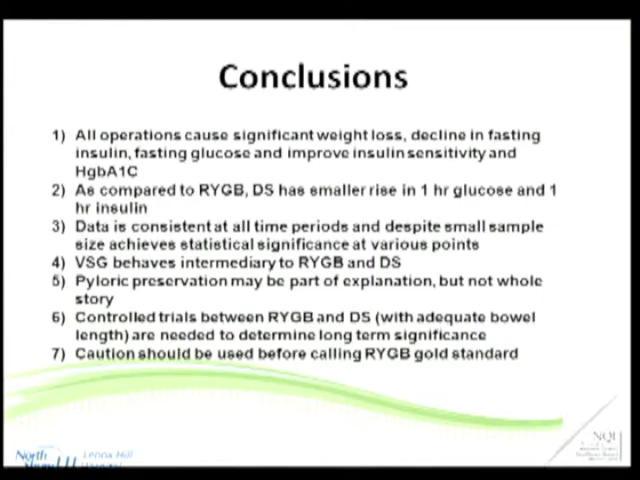 Conclusions
1) All operations cause significant weight loss, decline in fasting
insulin, fasting glucose and improve insulin sensitivity and
HgbA1C
2) As compared to RYGB, DS has smaller rise in 1 hr glucose and 1
hr insulin
3) Data is consistent at all time periods and despite small sample
size achieves statistical significance at various points
4) VSG behaves intermediary to RYGB and DS
5) Pyloric preservation may be part of explanation, but not whole
story
6) Controlled trials between RYGB and DS (with adequate bowel
length) are needed to determine long term significance
7) Caution should be used before calling RYGB gold standard
North
Lenox Hill